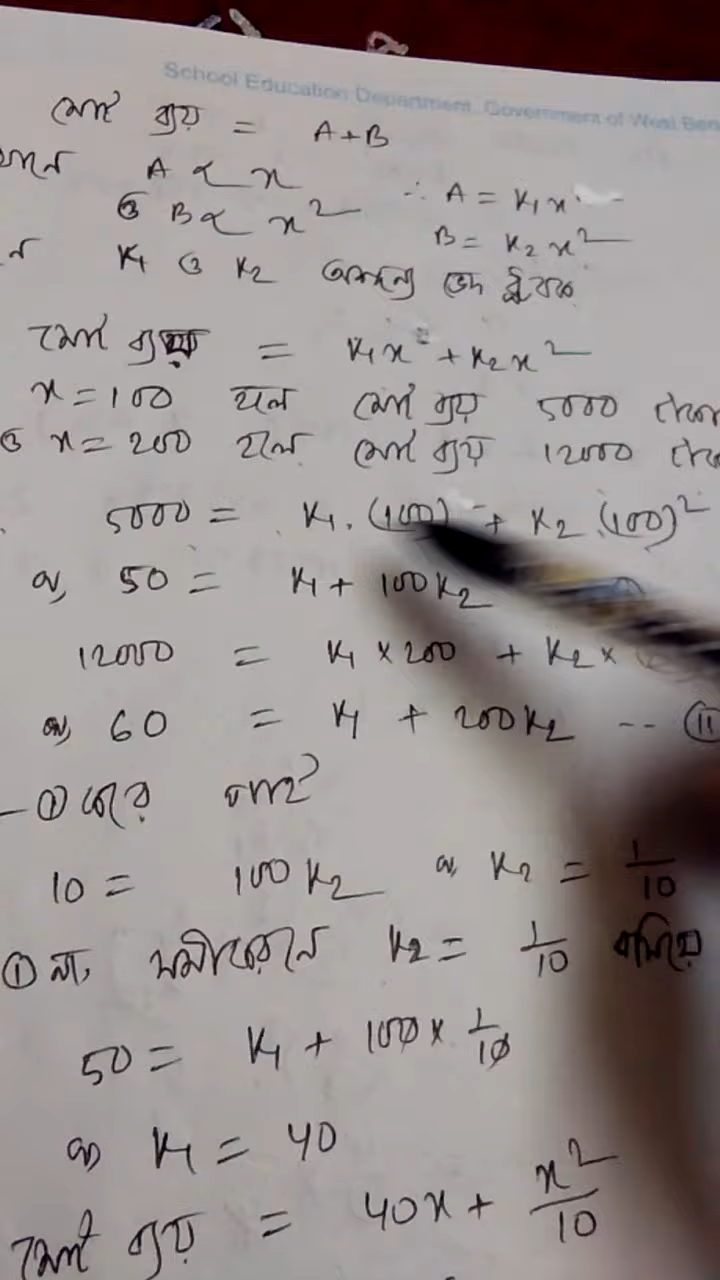 School Education Department. Government of West Ben
মোট ব্যয় = A+B
A ∝ x ∴ A = K₁x
ও B ∝ x² B = K₂x²
K₁ ও K₂ অশূন্য ভেদ ধ্রুবক
মোট ব্যয় = K₁x + K₂x²
x = 100 হলে মোট ব্যয় 5000
ও x = 200 হলে মোট ব্যয় 12000
5000 = K₁.(100) + K₂.(100)²
বা, 50 = K₁ + 100K₂
12000 = K₁ × 200 + K₂ ×
বা, 60 = K₁ + 200K₂ -- (II)
- (I) করে পাই
10 = 100K₂ বা, K₂ = 1/10
(I) নং সমীকরণে K₂ = 1/10 বসিয়ে
50 = K₁ + 100 × 1/10
বা K₁ = 40
মোট ব্যয় = 40x + x²/10